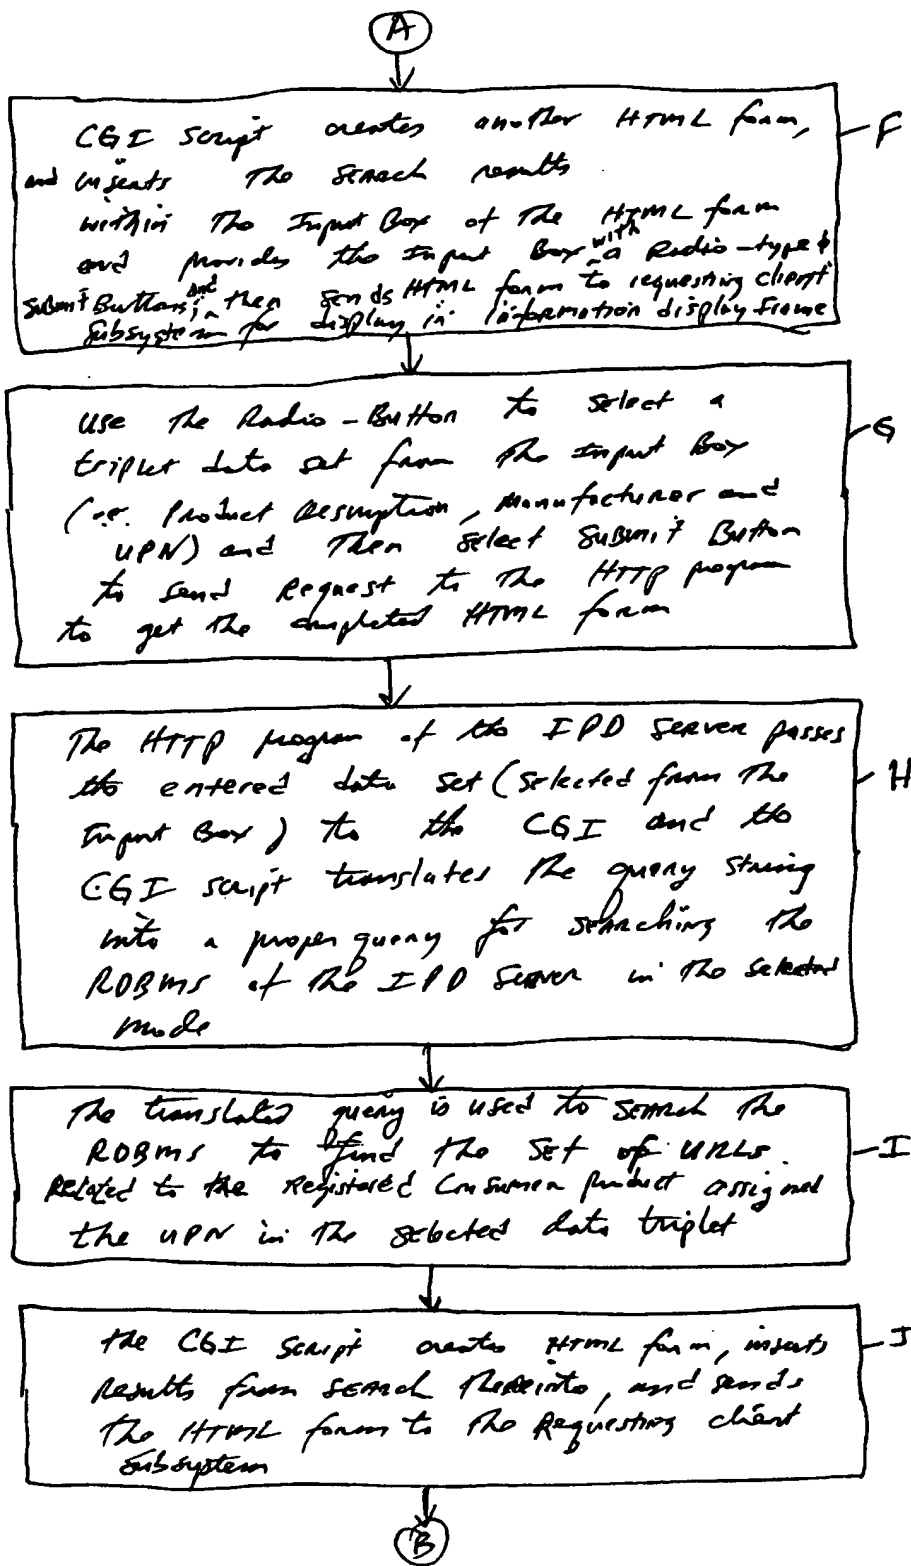 A
CGI Script creates another HTML form, F
and inserts the search results
within the Input Box of the HTML form
and provides the Input Box with a Radio-type &
Submit Buttons; and then sends HTML form to requesting client
subsystem for display in information display frame
Use the Radio-Button to select a G
triplet data set from the Input Box
(i.e. Product Description, Manufacturer and
UPN) and then select Submit Button
to send Request to the HTTP program
to get the completed HTML form
The HTTP program of the IPD Server passes
the entered data set (selected from the H
Input Box) to the CGI and the
CGI script translates the query string
into a proper query for searching the
RDBMS of the IPD Server in the selected
mode
The translated query is used to search the
RDBMS to find the set of URLs I
Related to the Registered Consumer product assigned
the UPN in the selected data triplet
the CGI Script creates HTML form, inserts J
Results from search thereinto, and sends
the HTML form to the Requesting client
Subsystem
B